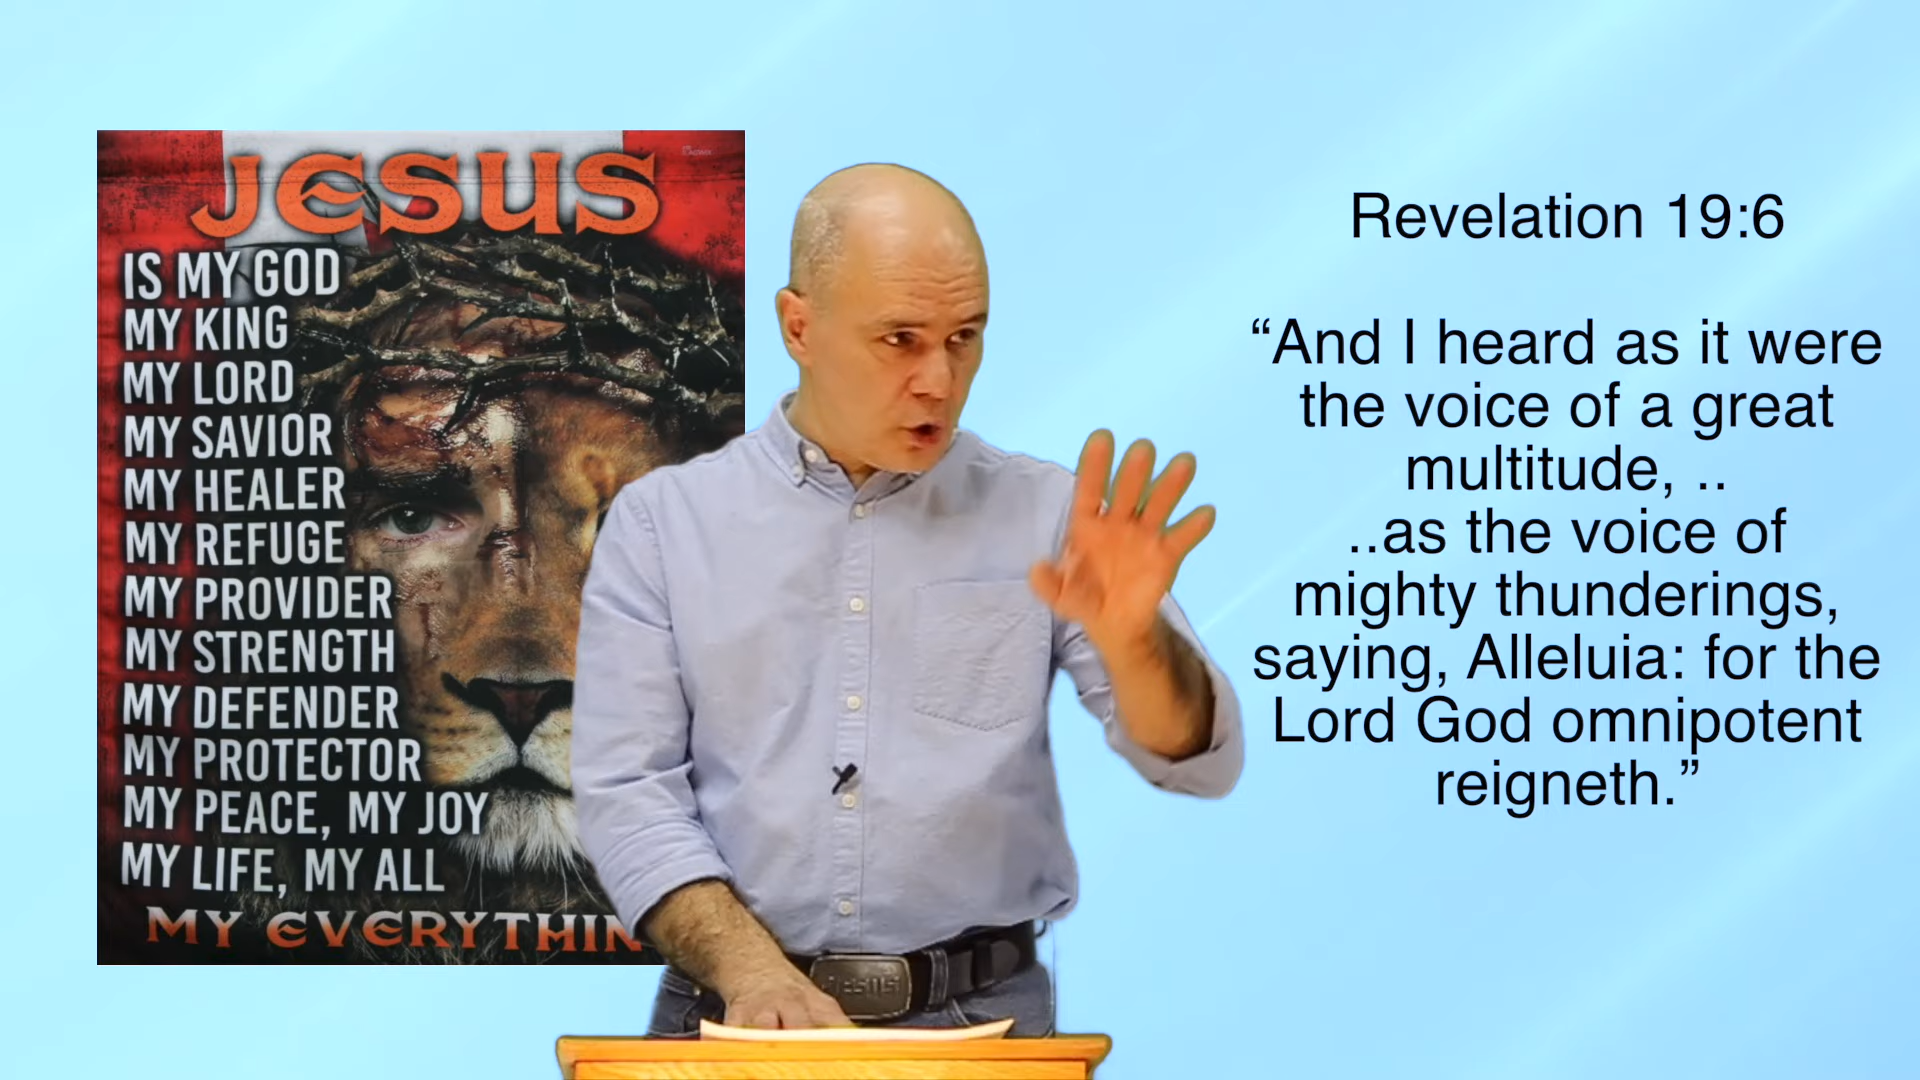 JESUS
IS MY GOD
MY KING
MY LORD
MY SAVIOR
MY HEALER
MY REFUGE
MY PROVIDER
MY STRENGTH
MY DEFENDER
MY PROTECTOR
MY PEACE, MY JOY
MY LIFE, MY ALL
MY EVERYTHIN
Revelation 19:6
“And I heard as it were
the voice of a great
multitude, ..
..as the voice of
mighty thunderings,
saying, Alleluia: for the
Lord God omnipotent
reigneth.”
JESUS